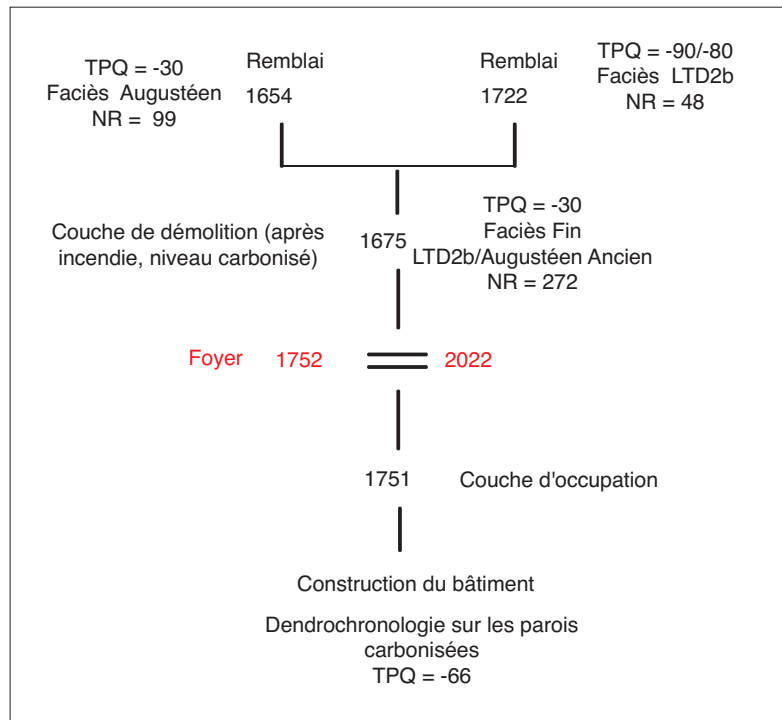 TPQ = -30
Faciès Augustéen
NR = 99
Remblai
1654
Remblai
1722
TPQ = -90/-80
Faciès LTD2b
NR = 48
Couche de démolition (après
incendie, niveau carbonisé)
1675
TPQ = -30
Faciès Fin
LTD2b/Augustéen Ancien
NR = 272
Foyer 1752 2022
1751 Couche d'occupation
Construction du bâtiment
Dendrochronologie sur les parois
carbonisées
TPQ = -66